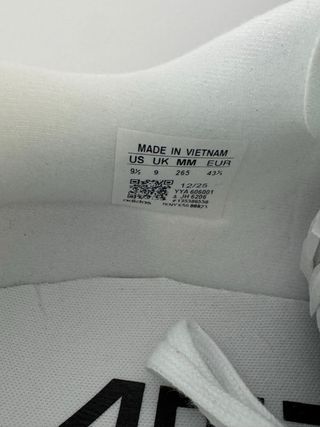 MADE IN VIETNAM
US UK MM EUR
9½ 9 265 43⅓
12/25
YYA 606001
JH 6206
adidas